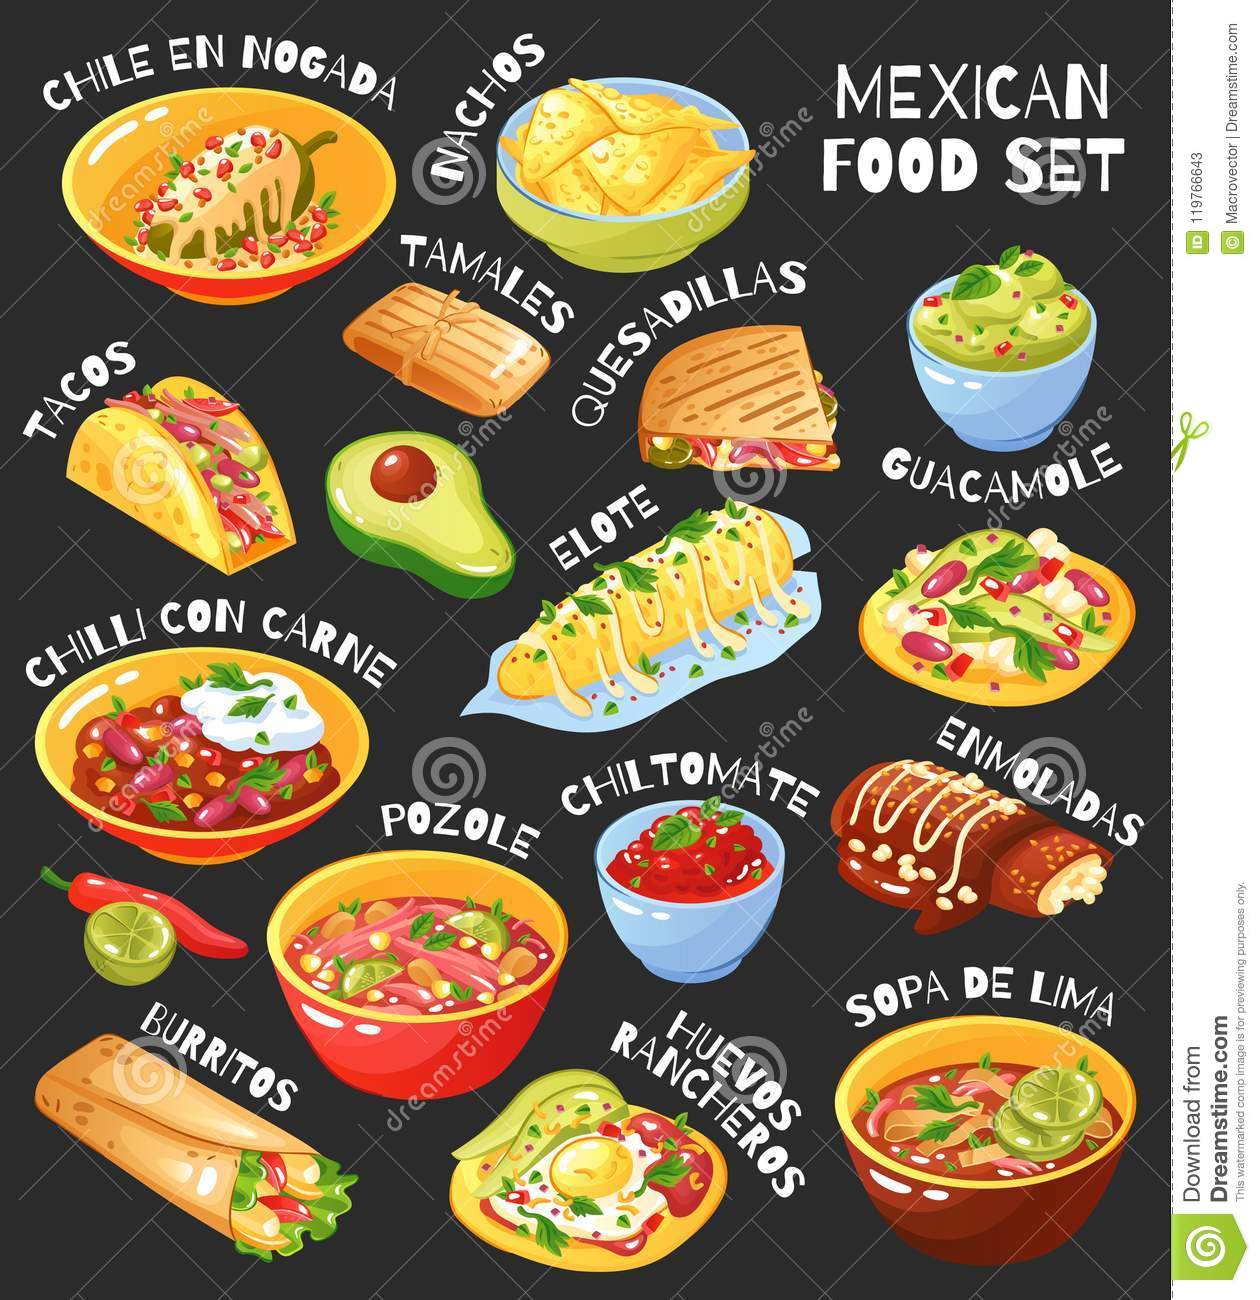 CHILE EN NOGADA
NACHOS
MEXICAN
FOOD SET
TAMALES
QUESADILLAS
TACOS
GUACAMOLE
ELOTE
CHILLI CON CARNE
ENMOLADAS
CHILTOMATE
POZOLE
SOPA DE LIMA
BURRITOS
HUEVOS
RANCHEROS
dreamstime.com
ID 119766643
© Macrovector | Dreamstime.com
Download from
Dreamstime.com
This watermarked comp image is for previewing purposes only.